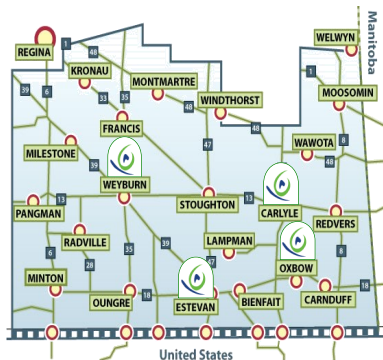 WELWYN
Manitoba
REGINA
1
48
KRONAU
MONTMARTRE
1
39
6
33
35
MOOSOMIN
WINDTHORST
FRANCIS
48
8
47
WAWOTA
MILESTONE
48
39
WEYBURN
13
STOUGHTON
13
CARLYLE
PANGMAN
REDVERS
RADVILLE
LAMPMAN
6
35
39
8
28
47
OXBOW
MINTON
OUNGRE
18
ESTEVAN
BIENFAIT
CARNDUFF
18
United States